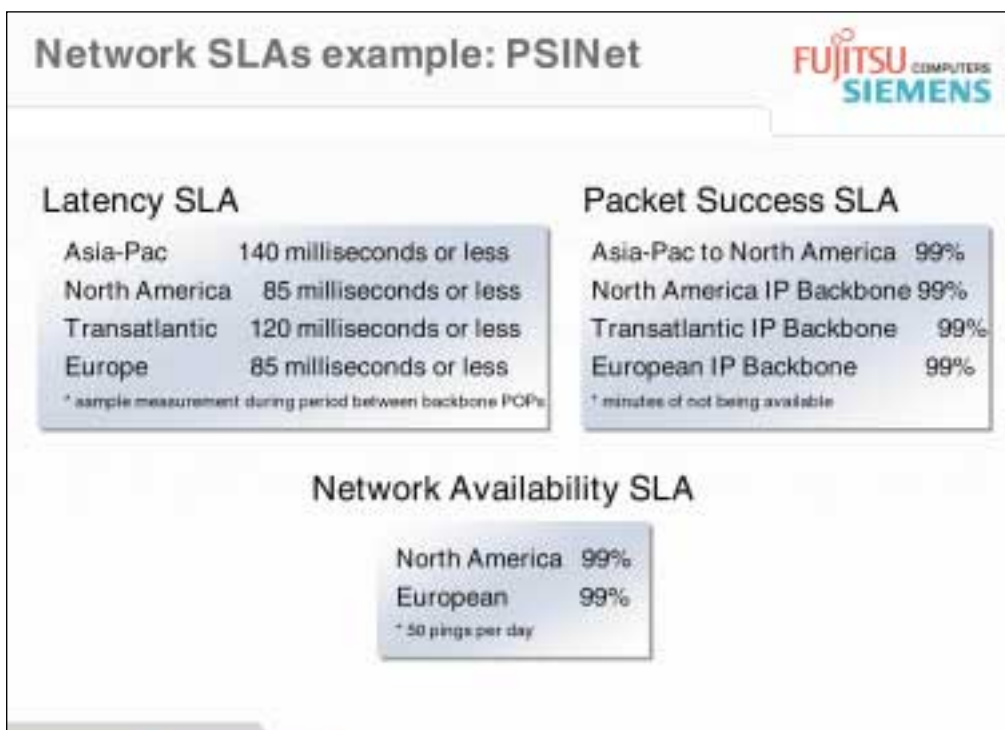 Network SLAs example: PSINet
FUJITSU COMPUTERS
SIEMENS
Latency SLA
Asia-Pac 140 milliseconds or less
North America 85 milliseconds or less
Transatlantic 120 milliseconds or less
Europe 85 milliseconds or less
* sample measurement during period between backbone POPs
Packet Success SLA
Asia-Pac to North America 99%
North America IP Backbone 99%
Transatlantic IP Backbone 99%
European IP Backbone 99%
* minutes of not being available
Network Availability SLA
North America 99%
European 99%
* 50 pings per day